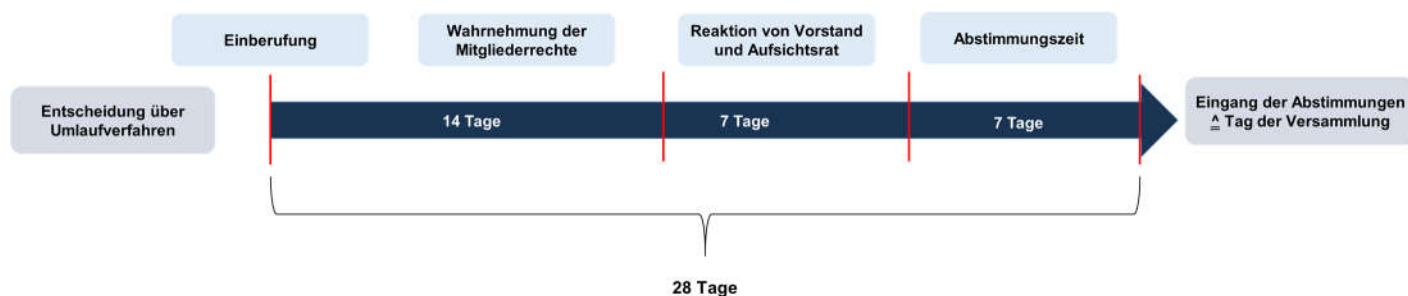 Einberufung
Wahrnehmung der
Mitgliederrechte
Reaktion von Vorstand
und Aufsichtsrat
Abstimmungszeit
Entscheidung über
Umlaufverfahren
14 Tage
7 Tage
7 Tage
Eingang der Abstimmungen
≙ Tag der Versammlung
28 Tage